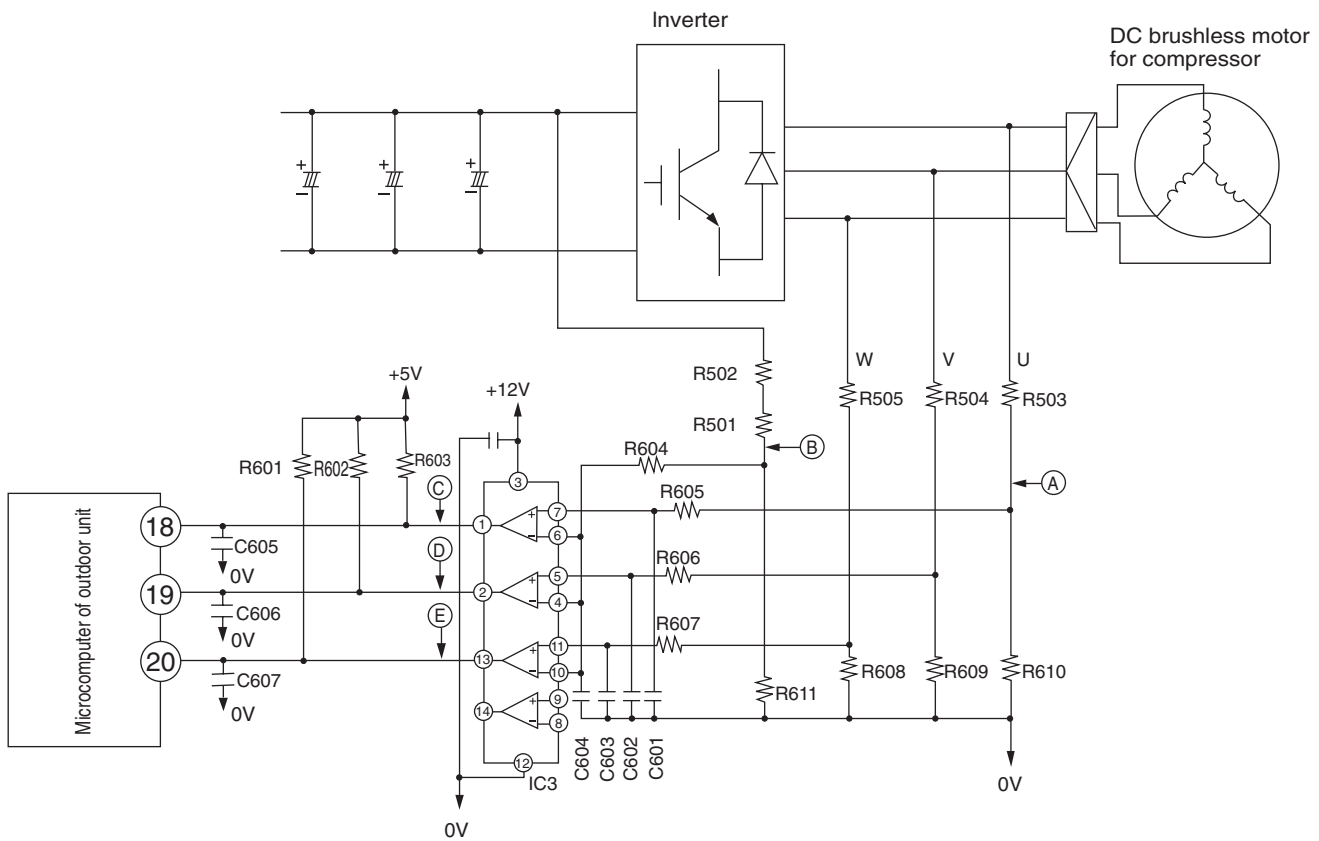 Inverter
DC brushless motor
for compressor
+
−
+
−
+
−
W
V
U
R502
R505
R504
R503
+5V
+12V
R501
B
R604
A
R601
R602
R603
3
C
R605
7
+
18
1
6
−
C605
0V
D
R606
5
+
19
2
4
−
C606
0V
E
R607
11
+
20
13
10
−
R608
R609
R610
C607
0V
R611
9
+
14
8
−
12
IC3
C604
C603
C602
C601
0V
0V
Microcomputer of outdoor unit